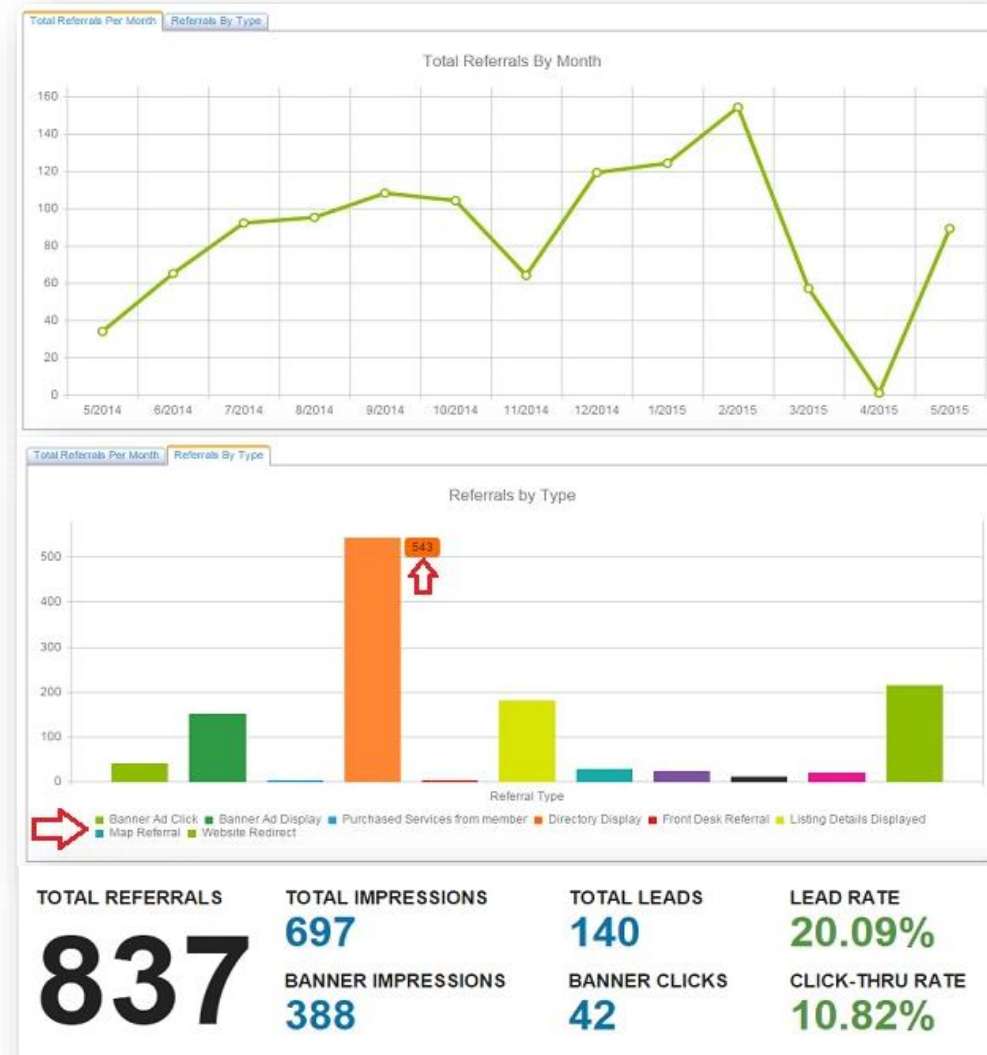 Total Referrals Per Month Referrals By Type
Total Referrals By Month
160
140
120
100
80
60
40
20
0
5/2014 6/2014 7/2014 8/2014 9/2014 10/2014 11/2014 12/2014 1/2015 2/2015 3/2015 4/2015 5/2015
Total Referrals Per Month Referrals By Type
Referrals by Type
543
500
400
300
200
100
0
Referral Type
Banner Ad Click Banner Ad Display Purchased Services from member Directory Display Front Desk Referral Listing Details Displayed
Map Referral Website Redirect
TOTAL REFERRALS TOTAL IMPRESSIONS TOTAL LEADS LEAD RATE
837 697 140 20.09%
BANNER IMPRESSIONS BANNER CLICKS CLICK-THRU RATE
388 42 10.82%